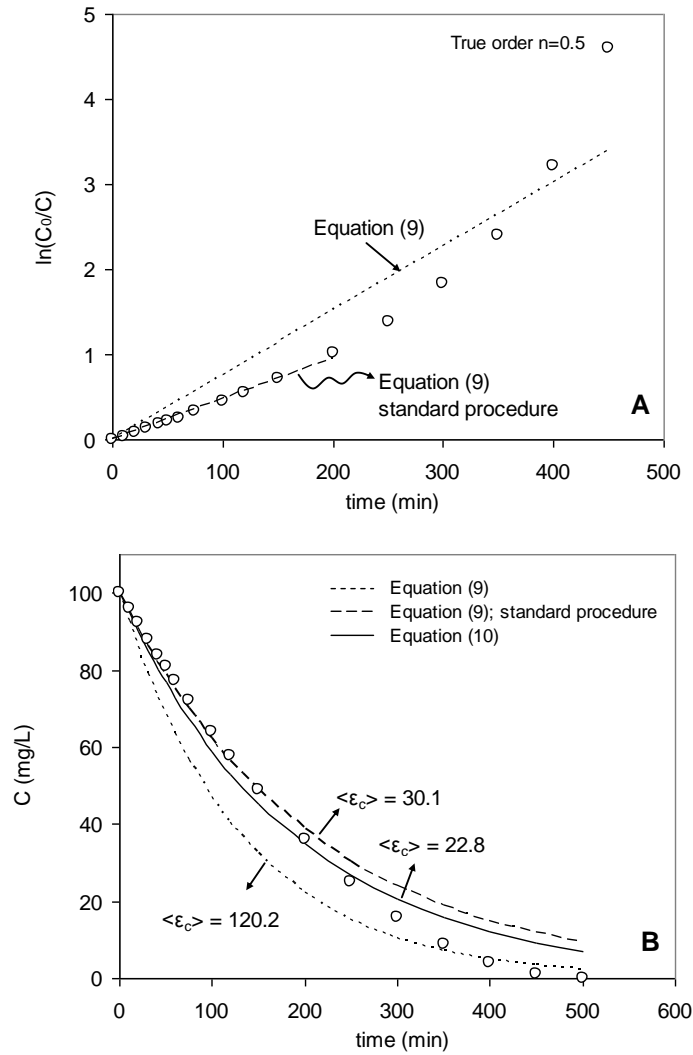 5
True order n=0.5
4
3
Equation (9)
2
1
Equation (9)
standard procedure
A
0
0 100 200 300 400 500
time (min)
ln(C₀/C)
Equation (9)
100
Equation (9); standard procedure
Equation (10)
80
60
<εc> = 30.1
40
<εc> = 22.8
20
<εc> = 120.2
B
0
0 100 200 300 400 500 600
time (min)
C (mg/L)